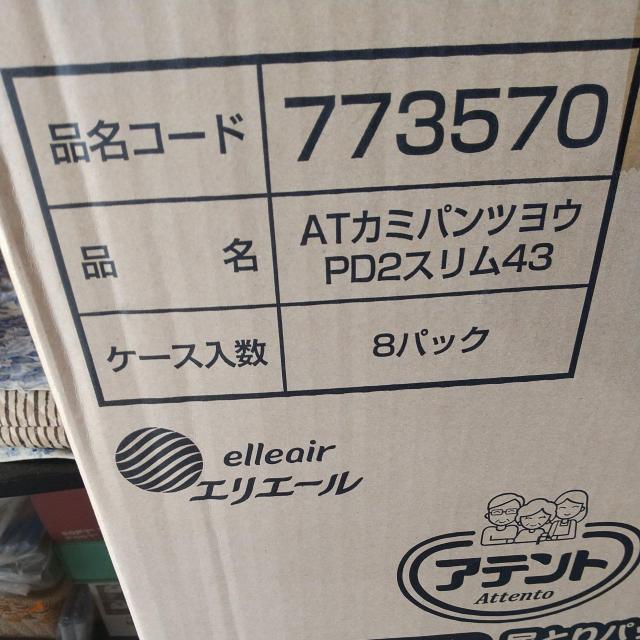 品名コード 773570
品名 ATカミパンツヨウ
PD2スリム43
ケース入数 8パック
elleair
エリエール
アテント
Attento